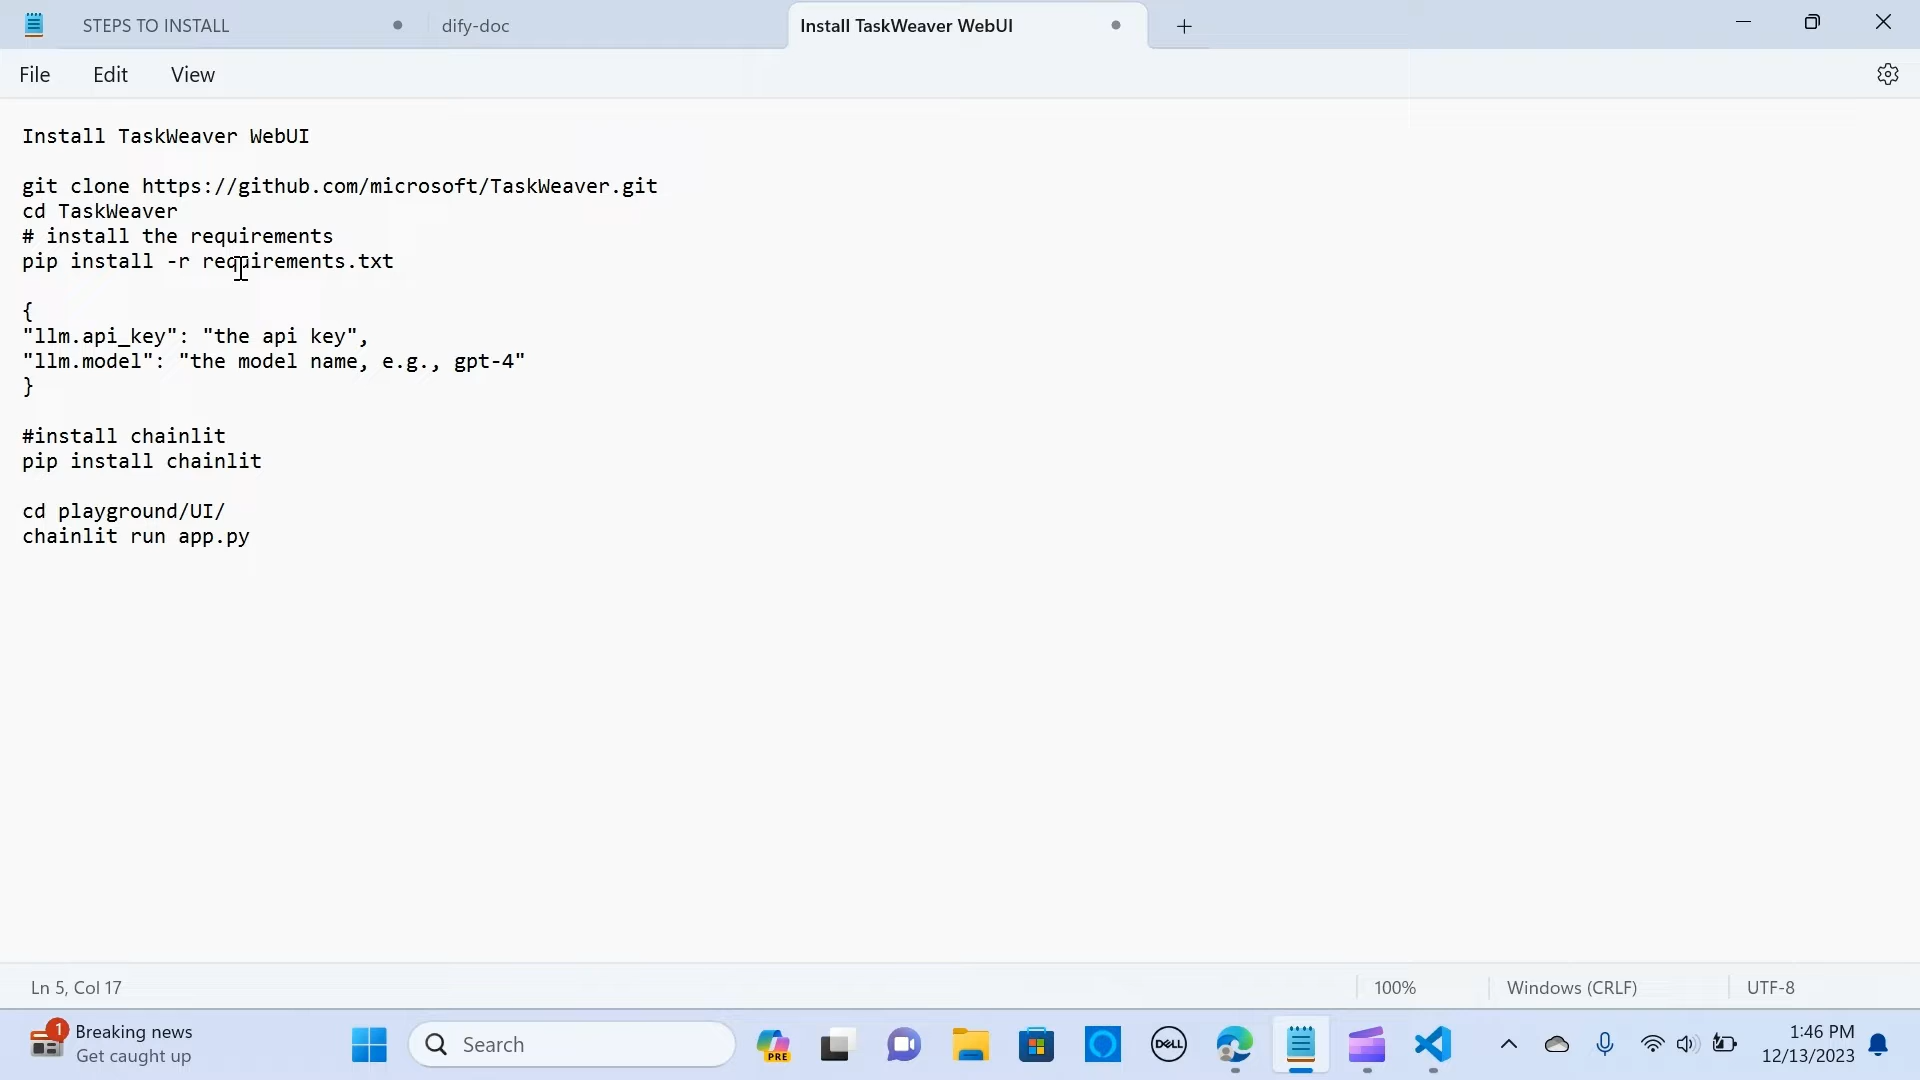 STEPS TO INSTALL
dify-doc
Install TaskWeaver WebUI
File Edit View
Install TaskWeaver WebUI
git clone https://github.com/microsoft/TaskWeaver.git
cd TaskWeaver
# install the requirements
pip install -r requirements.txt
{
"llm.api_key": "the api key",
"llm.model": "the model name, e.g., gpt-4"
}
#install chainlit
pip install chainlit
cd playground/UI/
chainlit run app.py
Ln 5, Col 17
100%
Windows (CRLF)
UTF-8
1
Breaking news
Get caught up
Search
PRE
DELL
1:46 PM
12/13/2023